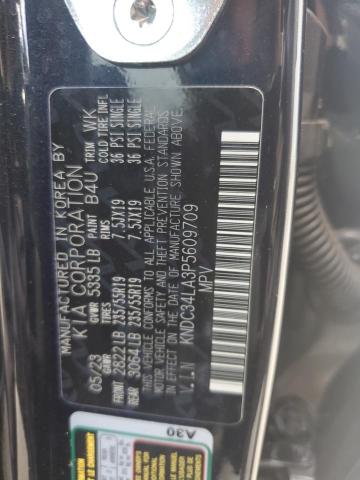 MANUFACTURED IN KOREA BY
KIA CORPORATION
05/23 GVWR 5335 LB PAINT B4U TRIM WK
GAWR TIRES RIMS COLD TIRE INFL
2822LB 235/55R19 7.5JX19 36 PSI SINGLE
REAR 3064LB 235/55R19 7.5JX19 36 PSI SINGLE
THIS VEHICLE CONFORMS TO ALL APPLICABLE U.S.A. FEDERAL
MOTOR VEHICLE SAFETY AND THEFT PREVENTION STANDARDS
IN EFFECT ON THE DATE OF MANUFACTURE SHOWN ABOVE.
V.I.N KNDC34LA3P5609709
MPV
A30